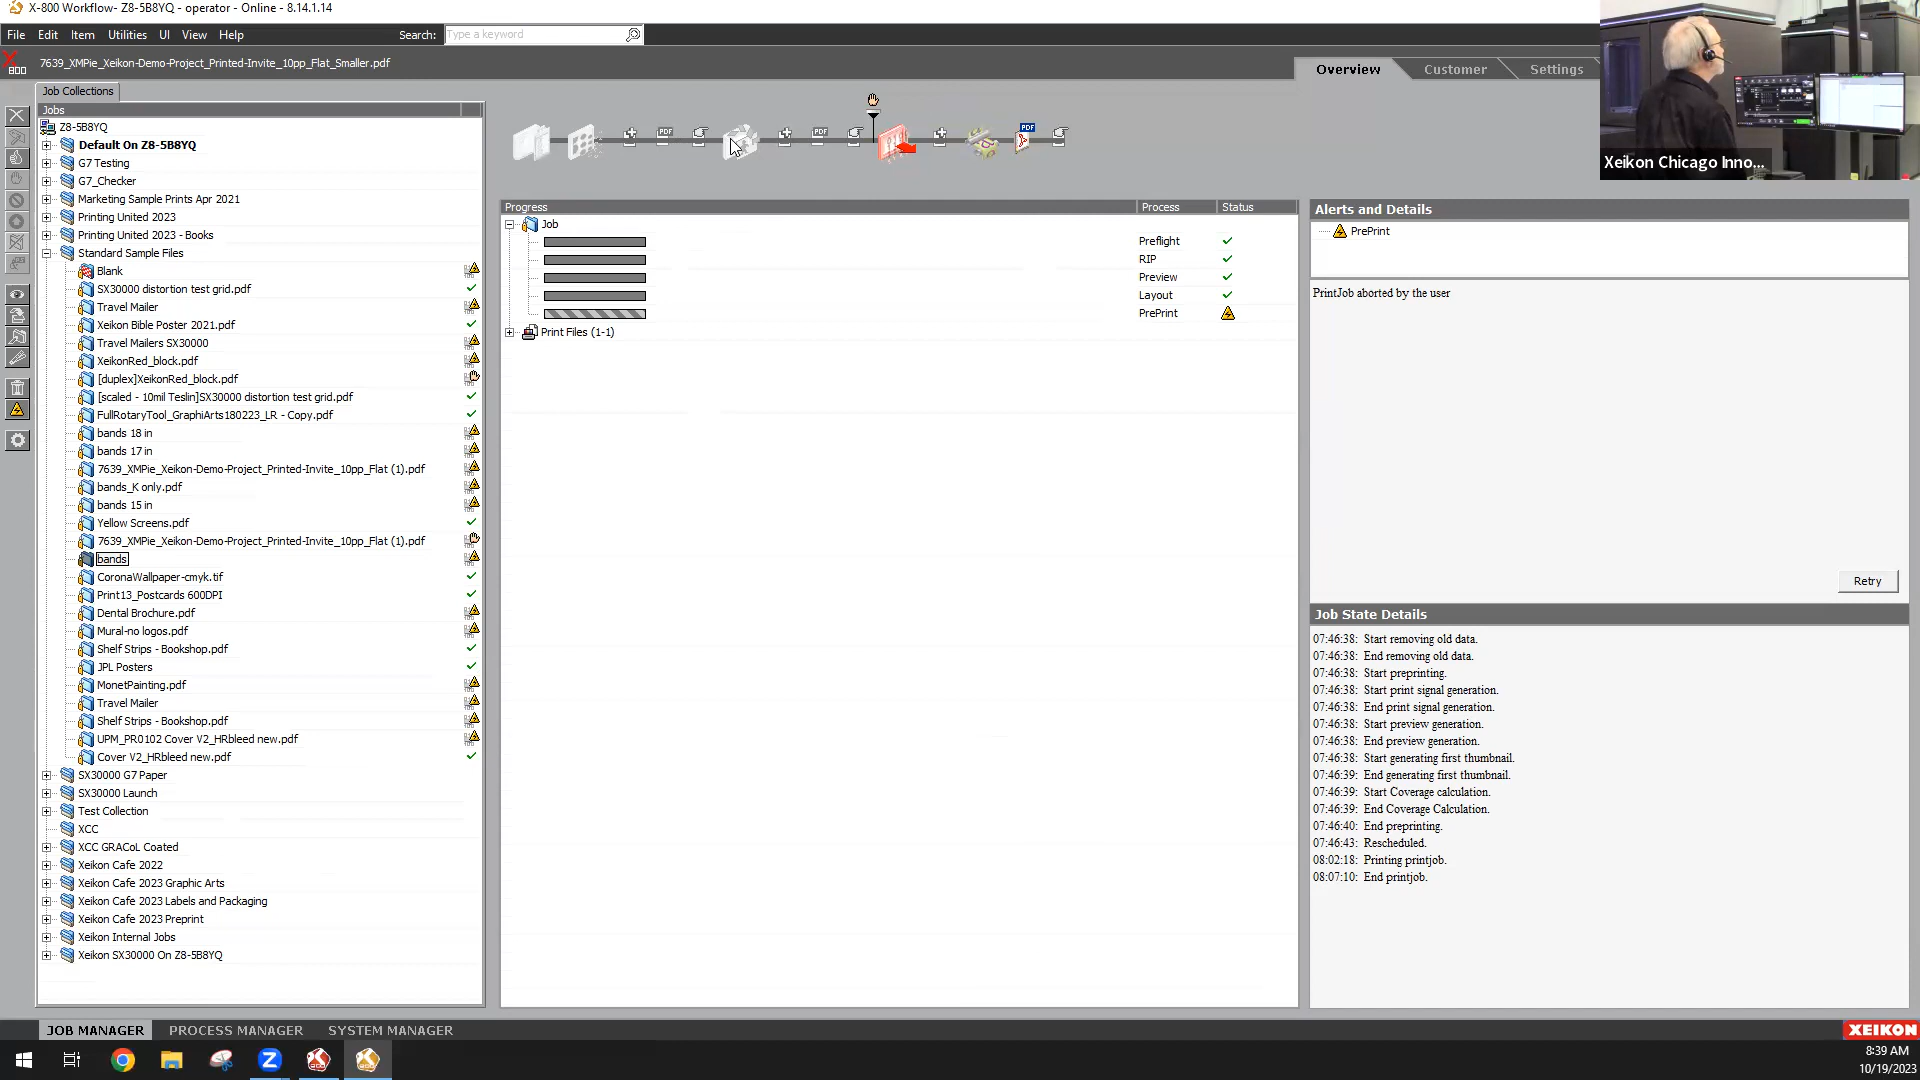 X-800 Workflow- Z8-5B8YQ - operator - Online - 8.14.1.14
File Edit Item Utilities UI View Help Search: Type a keyword
800 7639_XMPie_Xeikon-Demo-Project_Printed-Invite_10pp_Flat_Smaller.pdf
Overview Customer Settings
Xeikon Chicago Inno...
Job Collections
Jobs
Z8-5B8YQ
Default On Z8-5B8YQ
G7 Testing
G7_Checker
Marketing Sample Prints Apr 2021
Printing United 2023
Printing United 2023 - Books
Standard Sample Files
Blank
SX30000 distortion test grid.pdf
Travel Mailer
Xeikon Bible Poster 2021.pdf
Travel Mailers SX30000
XeikonRed_block.pdf
[duplex]XeikonRed_block.pdf
[scaled - 10mil Teslin]SX30000 distortion test grid.pdf
FullRotaryTool_GraphiArts180223_LR - Copy.pdf
bands 18 in
bands 17 in
7639_XMPie_Xeikon-Demo-Project_Printed-Invite_10pp_Flat (1).pdf
bands_K only.pdf
bands 15 in
Yellow Screens.pdf
7639_XMPie_Xeikon-Demo-Project_Printed-Invite_10pp_Flat (1).pdf
bands
CoronaWallpaper-cmyk.tif
Print13_Postcards 600DPI
Dental Brochure.pdf
Mural-no logos.pdf
Shelf Strips - Bookshop.pdf
JPL Posters
MonetPainting.pdf
Travel Mailer
Shelf Strips - Bookshop.pdf
UPM_PR0102 Cover V2_HRbleed new.pdf
Cover V2_HRbleed new.pdf
SX30000 G7 Paper
SX30000 Launch
Test Collection
XCC
XCC GRACoL Coated
Xeikon Cafe 2022
Xeikon Cafe 2023 Graphic Arts
Xeikon Cafe 2023 Labels and Packaging
Xeikon Cafe 2023 Preprint
Xeikon Internal Jobs
Xeikon SX30000 On Z8-5B8YQ
PDF PDF PDF
Progress Process Status
Job
Preflight
RIP
Preview
Layout
PrePrint
Print Files (1-1)
Alerts and Details
PrePrint
PrintJob aborted by the user
Retry
Job State Details
07:46:38: Start removing old data.
07:46:38: End removing old data.
07:46:38: Start preprinting.
07:46:38: Start print signal generation.
07:46:38: End print signal generation.
07:46:38: Start preview generation.
07:46:38: End preview generation.
07:46:38: Start generating first thumbnail.
07:46:39: End generating first thumbnail.
07:46:39: Start Coverage calculation.
07:46:39: End Coverage Calculation.
07:46:40: End preprinting.
07:46:43: Rescheduled.
08:02:18: Printing printjob.
08:07:10: End printjob.
JOB MANAGER PROCESS MANAGER SYSTEM MANAGER
XEIKON
8:39 AM
10/19/2023